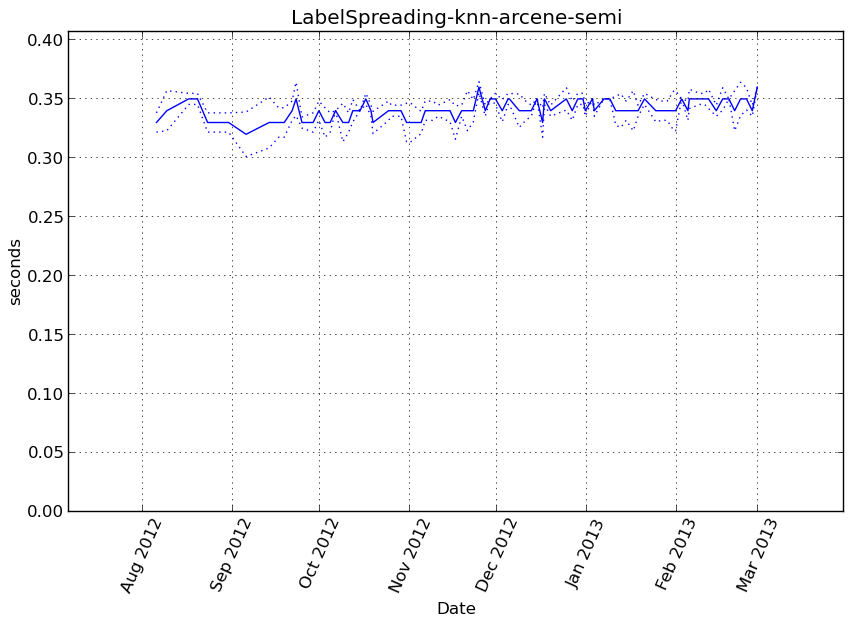 LabelSpreading-knn-arcene-semi
0.40
0.35
0.30
0.25
0.20
0.15
0.10
0.05
0.00
seconds
Aug 2012
Sep 2012
Oct 2012
Nov 2012
Dec 2012
Jan 2013
Feb 2013
Mar 2013
Date